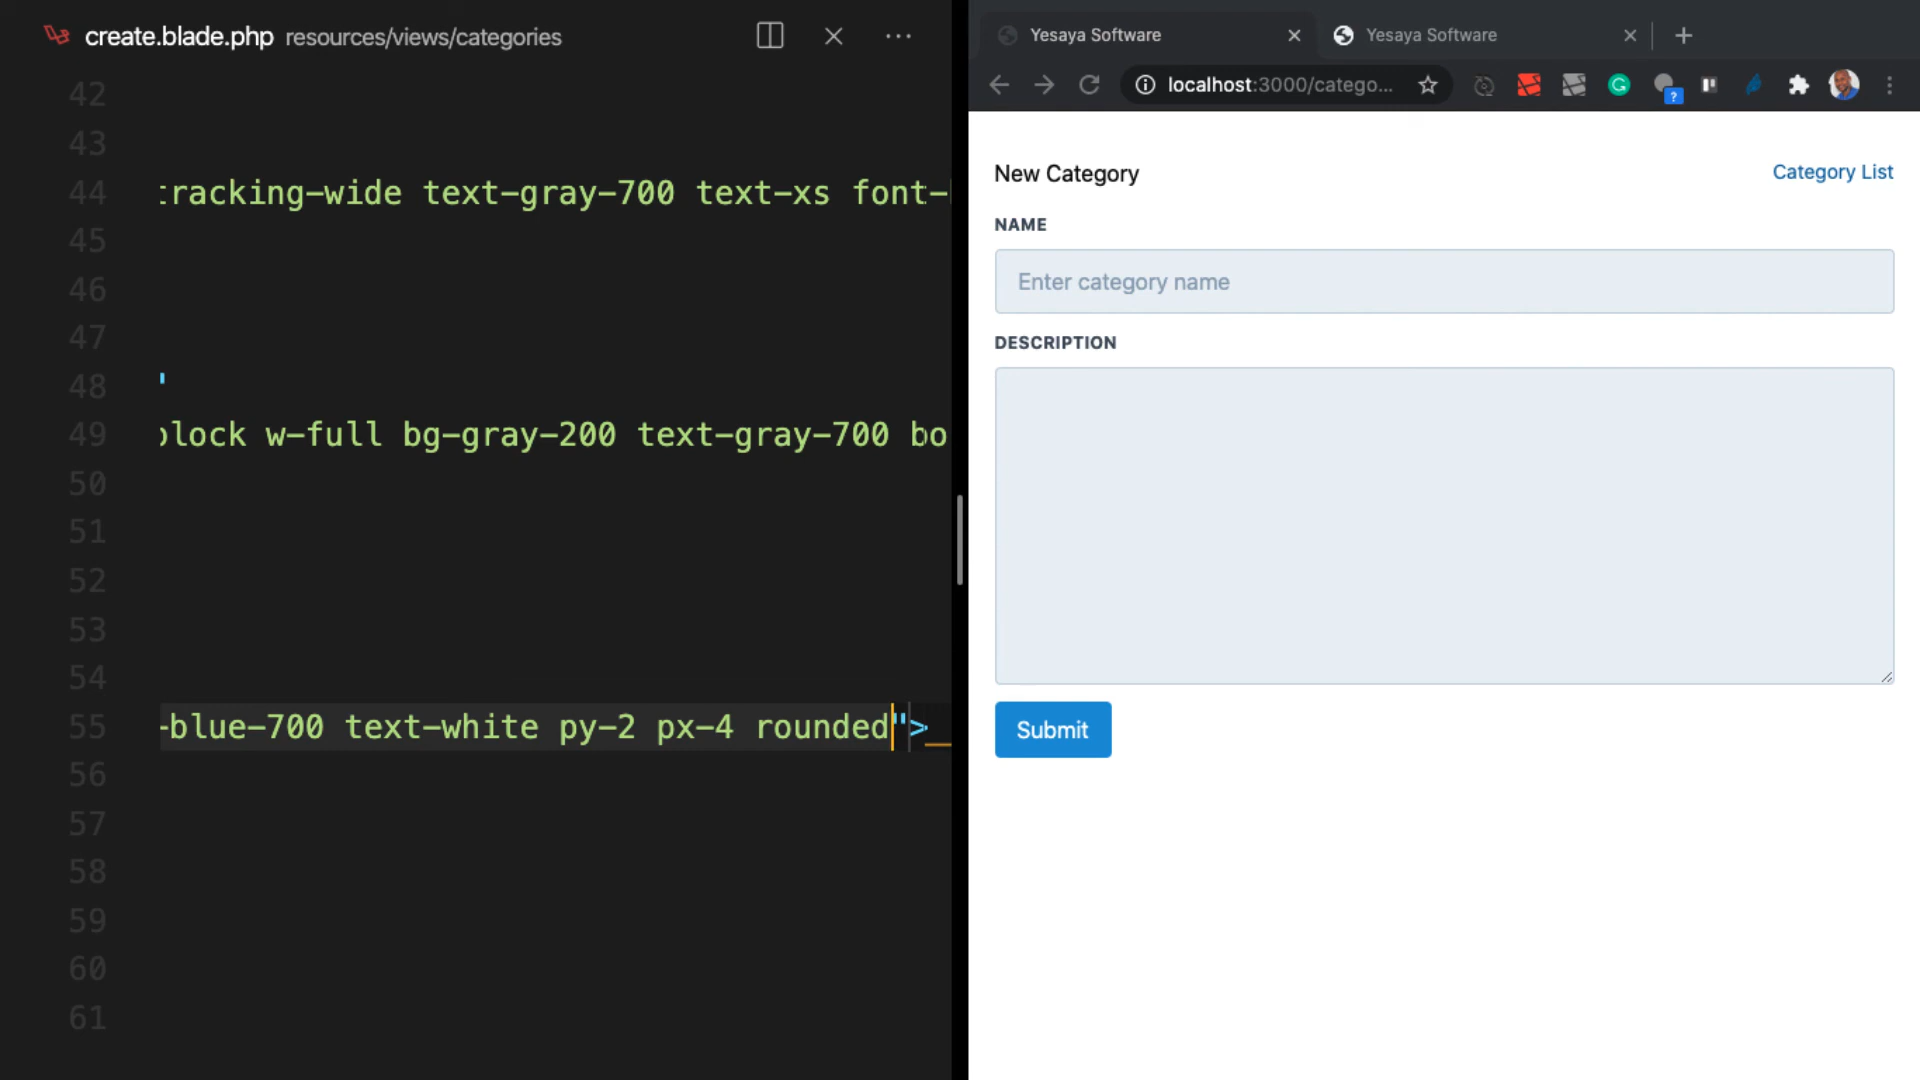 create.blade.php resources/views/categories
42
43
44 tracking-wide text-gray-700 text-xs font-
45
46
47
48 "
49 block w-full bg-gray-200 text-gray-700 bo
50
51
52
53
54
55 -blue-700 text-white py-2 px-4 rounded">
56
57
58
59
60
61
Yesaya Software
Yesaya Software
localhost:3000/catego...
New Category
Category List
NAME
Enter category name
DESCRIPTION
Submit